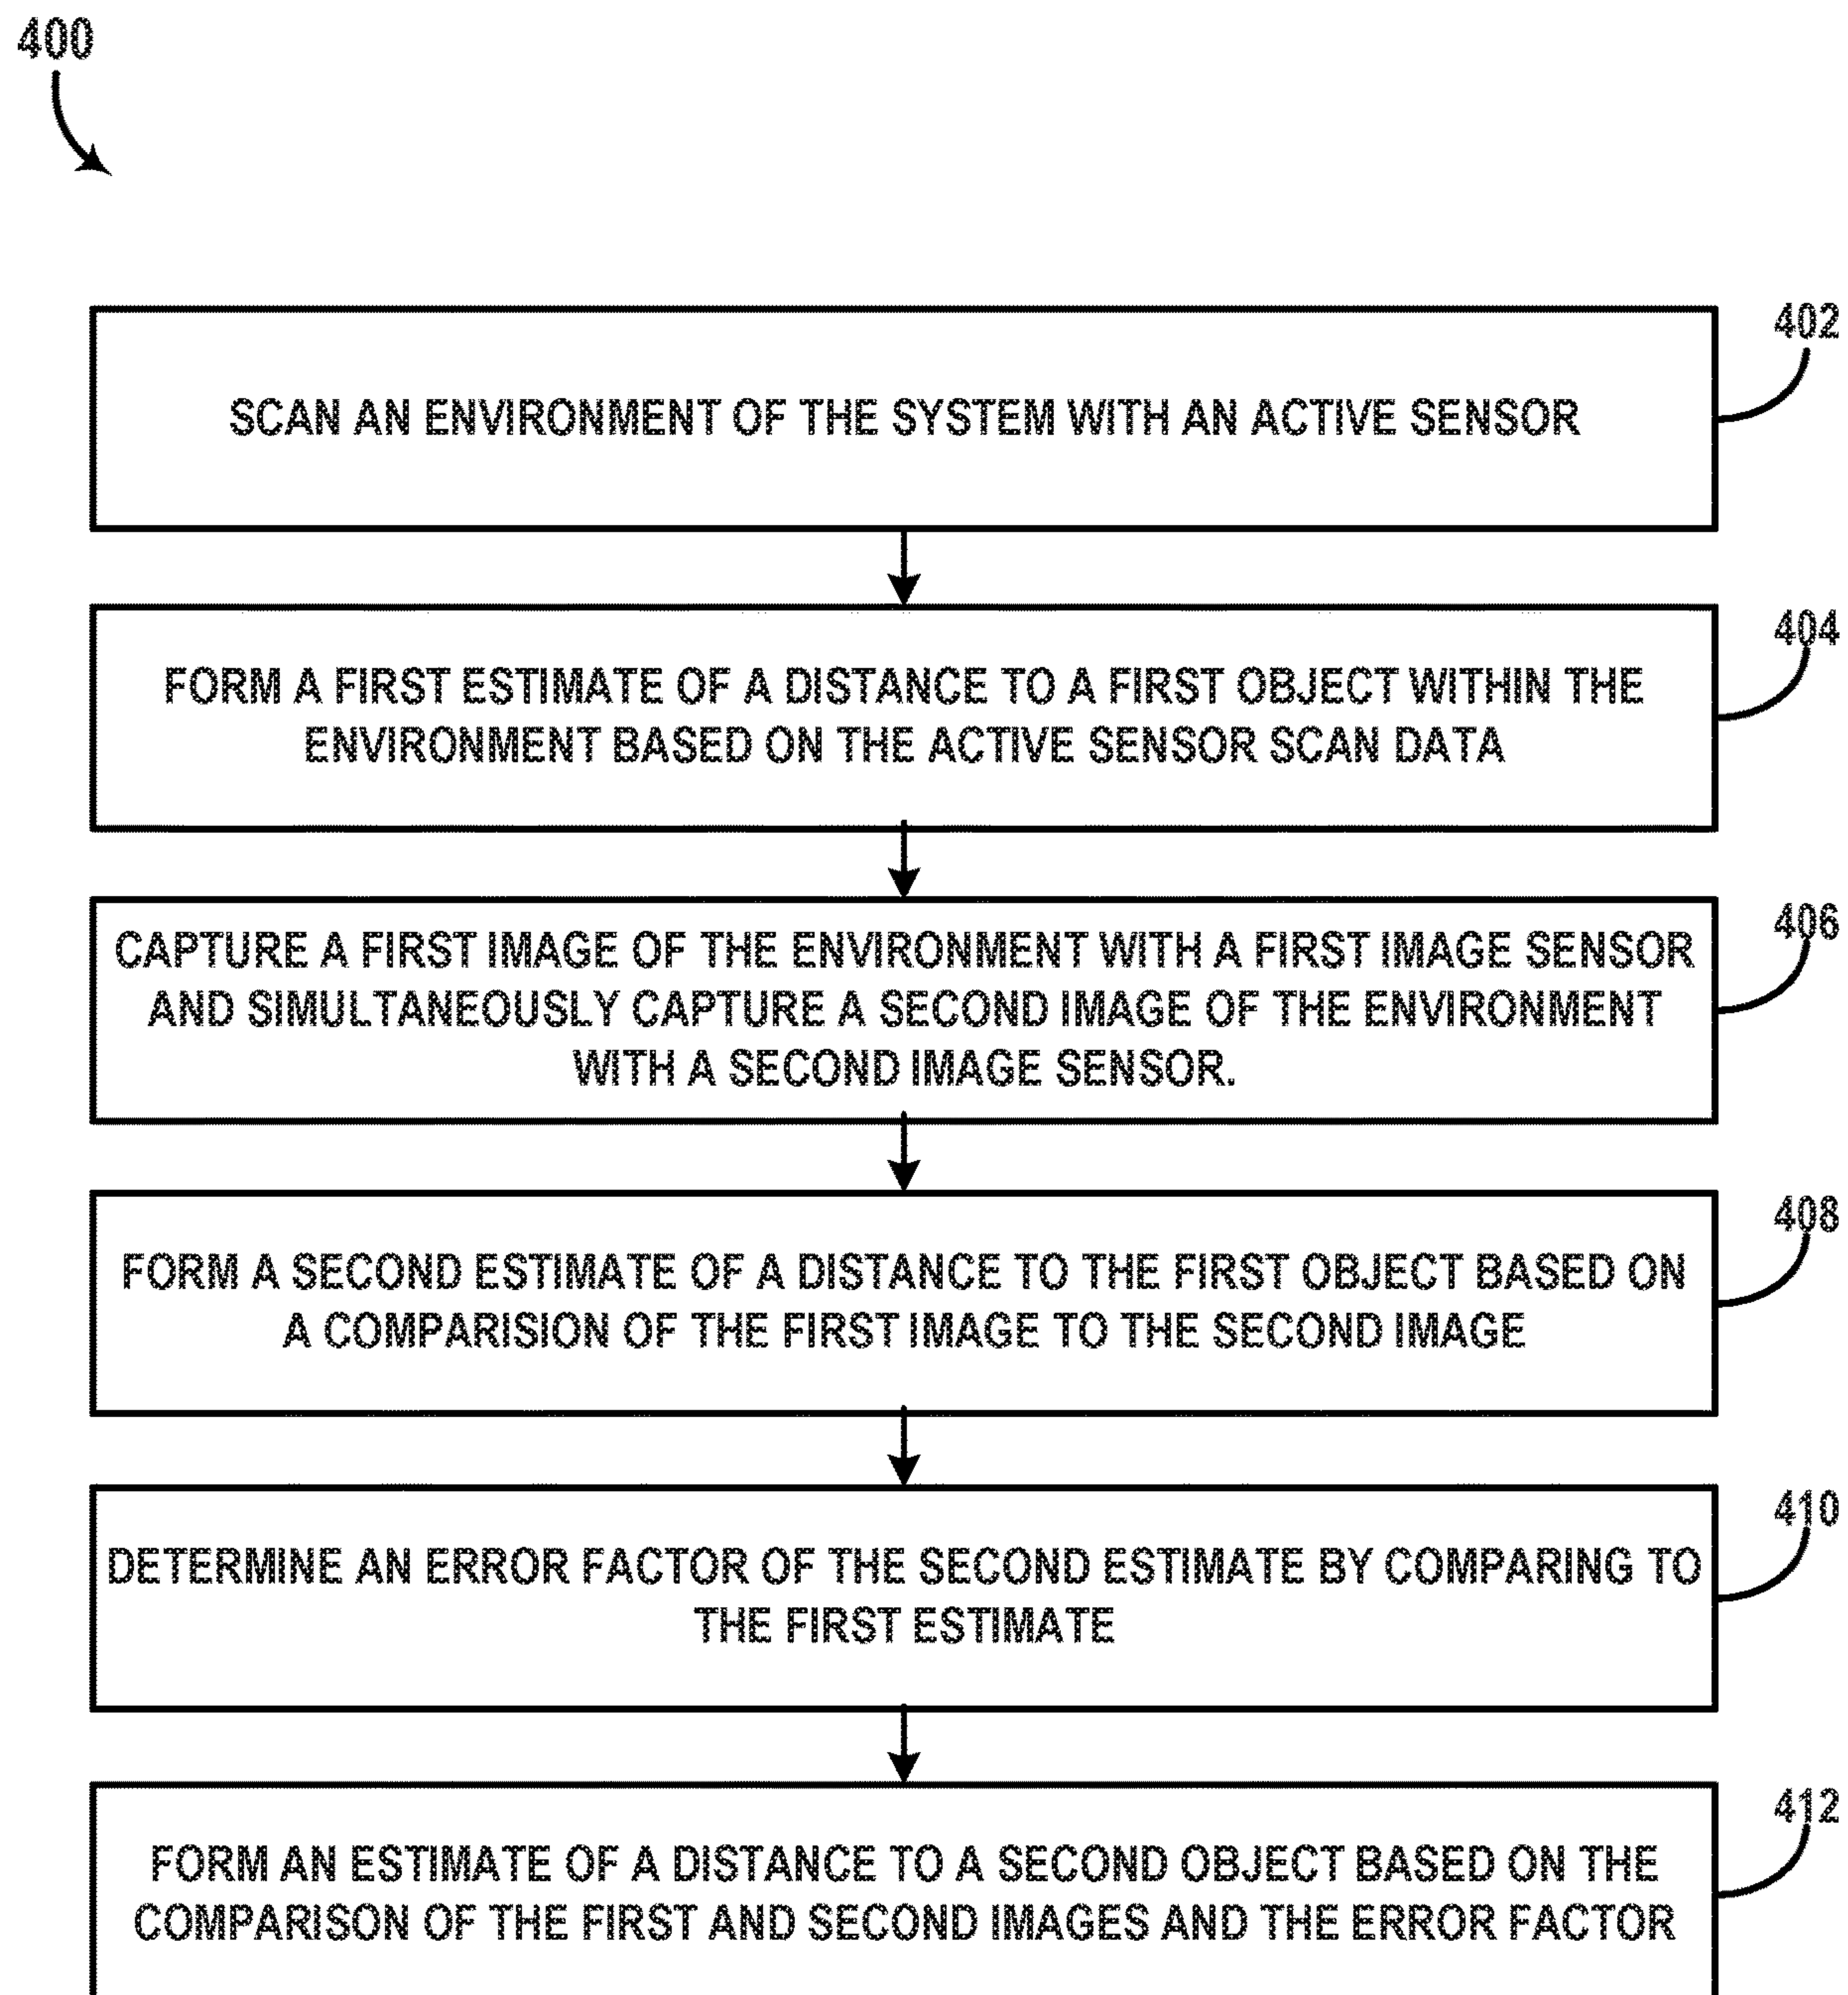 400
402
SCAN AN ENVIRONMENT OF THE SYSTEM WITH AN ACTIVE SENSOR
404
FORM A FIRST ESTIMATE OF A DISTANCE TO A FIRST OBJECT WITHIN THE
ENVIRONMENT BASED ON THE ACTIVE SENSOR SCAN DATA
406
CAPTURE A FIRST IMAGE OF THE ENVIRONMENT WITH A FIRST IMAGE SENSOR
AND SIMULTANEOUSLY CAPTURE A SECOND IMAGE OF THE ENVIRONMENT
WITH A SECOND IMAGE SENSOR.
408
FORM A SECOND ESTIMATE OF A DISTANCE TO THE FIRST OBJECT BASED ON
A COMPARISION OF THE FIRST IMAGE TO THE SECOND IMAGE
410
DETERMINE AN ERROR FACTOR OF THE SECOND ESTIMATE BY COMPARING TO
THE FIRST ESTIMATE
412
FORM AN ESTIMATE OF A DISTANCE TO A SECOND OBJECT BASED ON THE
COMPARISON OF THE FIRST AND SECOND IMAGES AND THE ERROR FACTOR